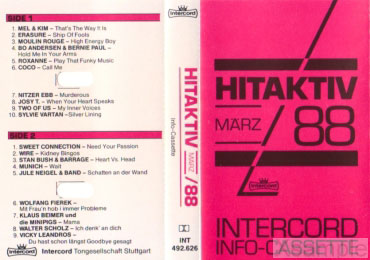 SIDE 1
Intercord
1. MEL & KIM – That's The Way It Is
2. ERASURE – Ship Of Fools
3. MOULIN ROUGE – High Energy Boy
4. BO ANDERSEN & BERNIE PAUL –
Hold Me In Your Arms
5. ROXANNE – Play That Funky Music
6. COCO – Call Me
7. NITZER EBB – Murderous
8. JOSY T. – When Your Heart Speaks
9. TWO OF US – My Inner Voices
10. SYLVIE VARTAN – Silver Lining
SIDE 2
1. SWEET CONNECTION – Need Your Passion
2. WIRE – Kidney Bingos
3. STAN BUSH & BARRAGE – Heart Vs. Head
4. MUNICH – Wait
5. JULE NEIGEL & BAND – Schatten an der Wand
6. WOLFGANG FIEREK –
Mit Frau'n hob i immer Probleme
7. KLAUS BEIMER und
die MINIPIGS – Mama
8. WALTER SCHOLZ – Ich denk' an dich
9. VICKY LEANDROS –
Du hast schon längst Goodbye gesagt
Intercord Intercord Tongesellschaft Stuttgart
Intercord
HITAKTIV
MÄRZ /88
Info-Cassette
INT
492.626
HITAKTIV
MÄRZ
88
Intercord
INTERCORD
INFO-CASSETTE